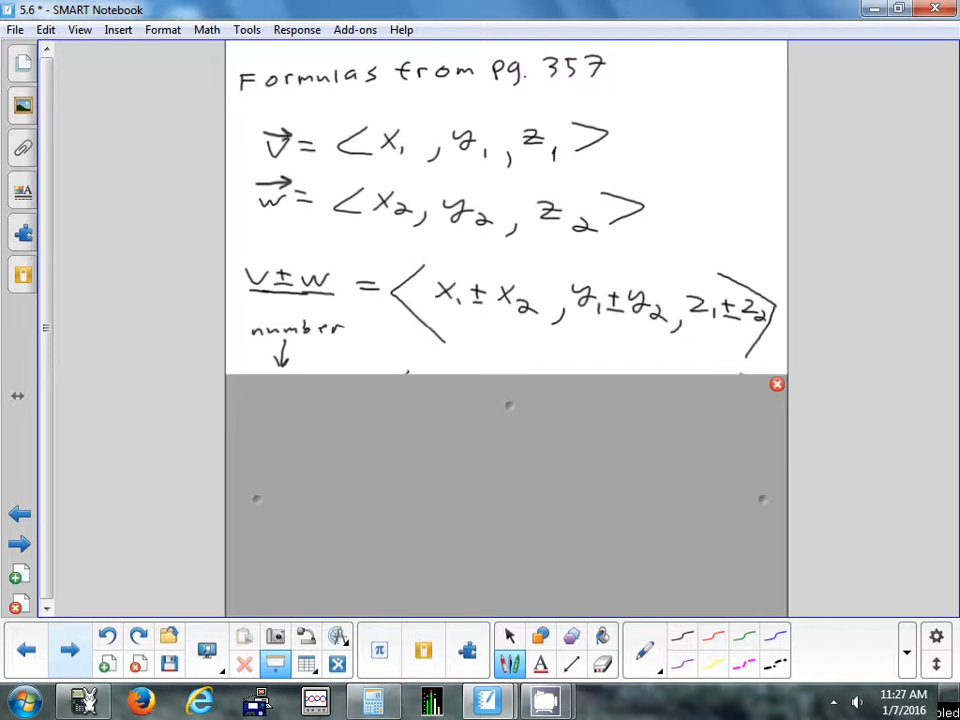 5.6 * - SMART Notebook
File Edit View Insert Format Math Tools Response Add-ons Help
Formulas from pg. 357
v⃗ = <x₁, y₁, z₁>
w⃗ = <x₂, y₂, z₂>
v ± w = <x₁ ± x₂, y₁ ± y₂, z₁ ± z₂>
number
↓
11:27 AM
1/7/2016